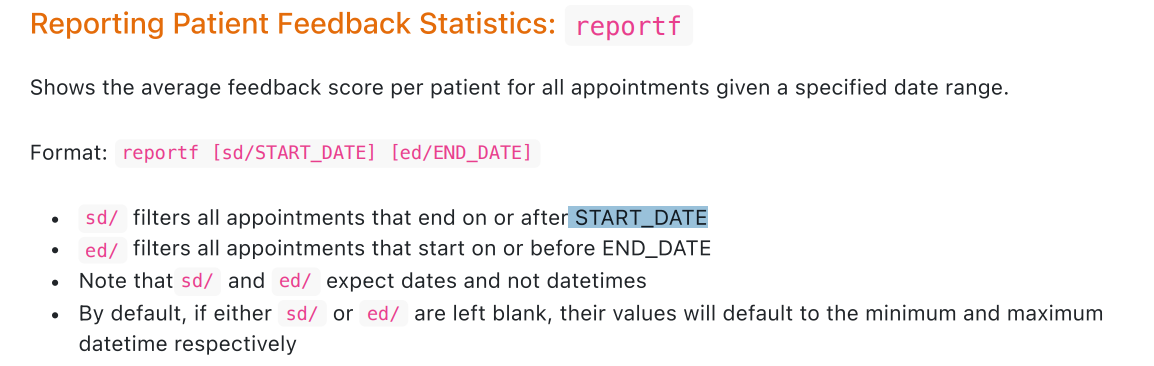 Reporting Patient Feedback Statistics: reportf
Shows the average feedback score per patient for all appointments given a specified date range.
Format: reportf [sd/START_DATE] [ed/END_DATE]
• sd/ filters all appointments that end on or after START_DATE
• ed/ filters all appointments that start on or before END_DATE
• Note that sd/ and ed/ expect dates and not datetimes
• By default, if either sd/ or ed/ are left blank, their values will default to the minimum and maximum
datetime respectively